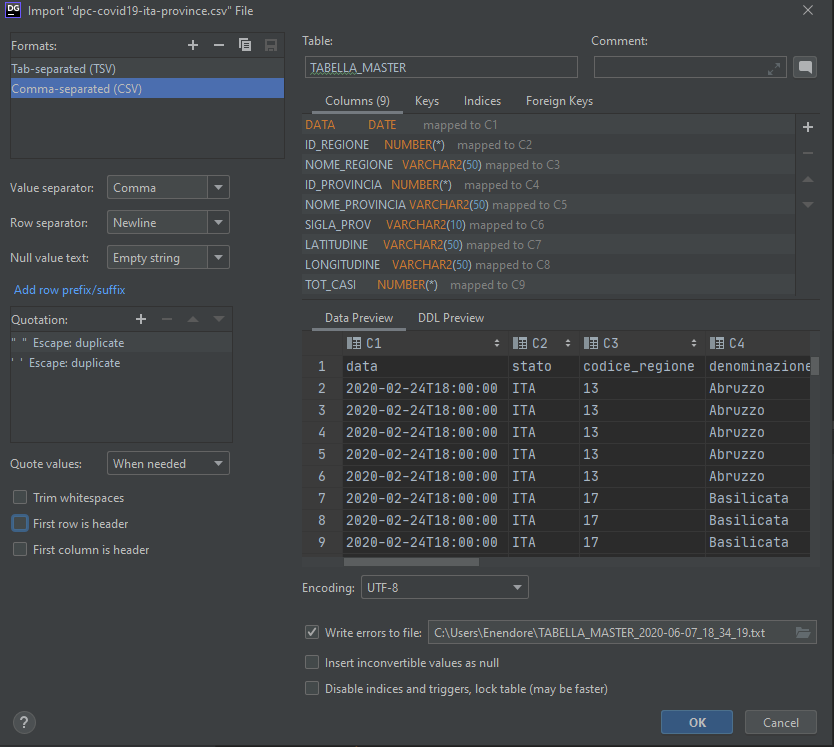 DG Import "dpc-covid19-ita-province.csv" File
Formats:
Tab-separated (TSV)
Comma-separated (CSV)
Value separator: Comma
Row separator: Newline
Null value text: Empty string
Add row prefix/suffix
Quotation:
" " Escape: duplicate
' ' Escape: duplicate
Quote values: When needed
Trim whitespaces
First row is header
First column is header
Table: Comment:
TABELLA_MASTER
Columns (9) Keys Indices Foreign Keys
DATA DATE mapped to C1
ID_REGIONE NUMBER(*) mapped to C2
NOME_REGIONE VARCHAR2(50) mapped to C3
ID_PROVINCIA NUMBER(*) mapped to C4
NOME_PROVINCIA VARCHAR2(50) mapped to C5
SIGLA_PROV VARCHAR2(10) mapped to C6
LATITUDINE VARCHAR2(50) mapped to C7
LONGITUDINE VARCHAR2(50) mapped to C8
TOT_CASI NUMBER(*) mapped to C9
Data Preview DDL Preview
C1 C2 C3 C4
1 data stato codice_regione denominazione
2 2020-02-24T18:00:00 ITA 13 Abruzzo
3 2020-02-24T18:00:00 ITA 13 Abruzzo
4 2020-02-24T18:00:00 ITA 13 Abruzzo
5 2020-02-24T18:00:00 ITA 13 Abruzzo
6 2020-02-24T18:00:00 ITA 13 Abruzzo
7 2020-02-24T18:00:00 ITA 17 Basilicata
8 2020-02-24T18:00:00 ITA 17 Basilicata
9 2020-02-24T18:00:00 ITA 17 Basilicata
Encoding: UTF-8
Write errors to file: C:\Users\Enendore\TABELLA_MASTER_2020-06-07_18_34_19.txt
Insert inconvertible values as null
Disable indices and triggers, lock table (may be faster)
? OK Cancel